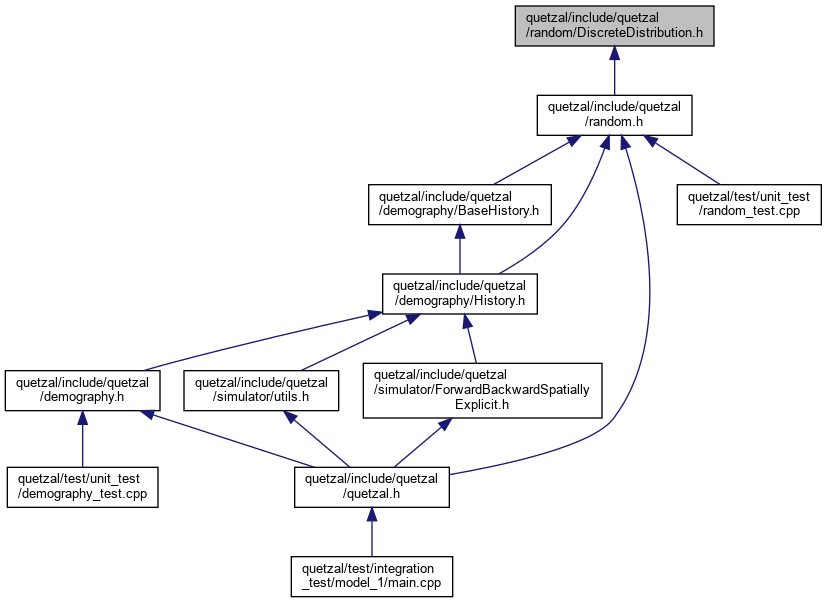 quetzal/include/quetzal
/random/DiscreteDistribution.h
quetzal/include/quetzal
/random.h
quetzal/include/quetzal
/demography/BaseHistory.h
quetzal/test/unit_test
/random_test.cpp
quetzal/include/quetzal
/demography/History.h
quetzal/include/quetzal
/demography.h
quetzal/include/quetzal
/simulator/utils.h
quetzal/include/quetzal
/simulator/ForwardBackwardSpatially
Explicit.h
quetzal/test/unit_test
/demography_test.cpp
quetzal/include/quetzal
/quetzal.h
quetzal/test/integration
_test/model_1/main.cpp